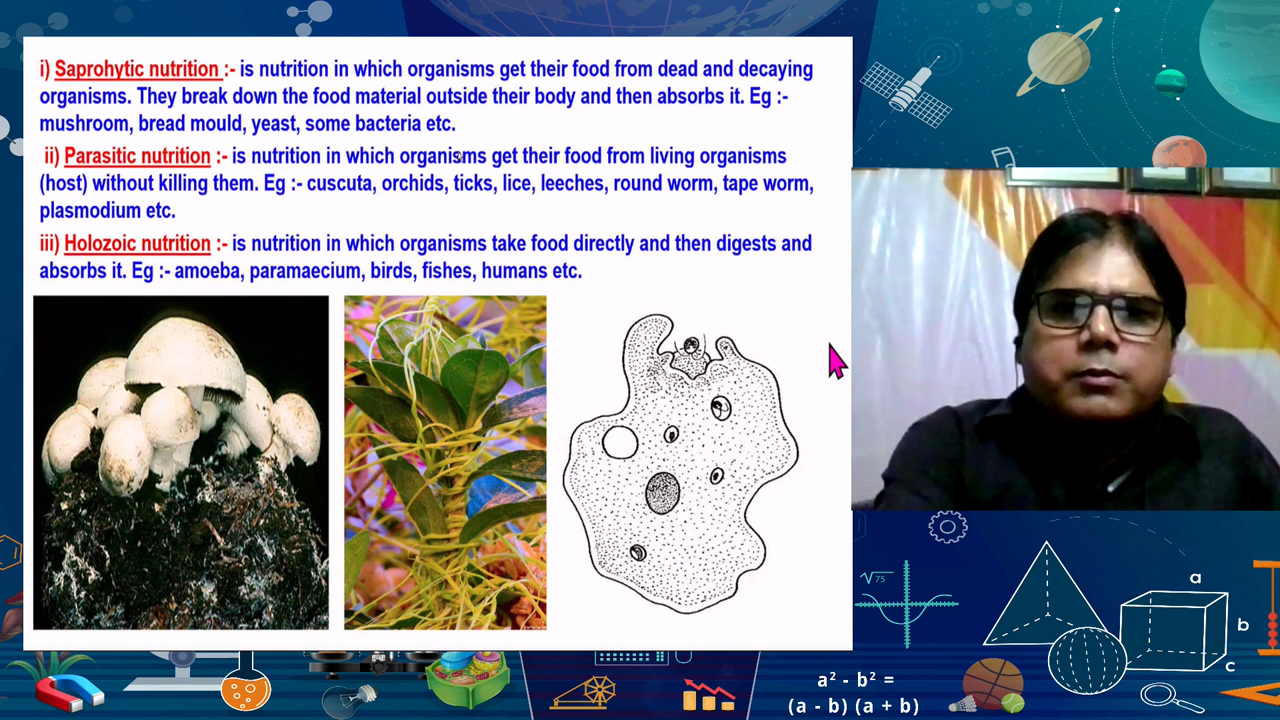 i) Saprohytic nutrition :- is nutrition in which organisms get their food from dead and decaying
organisms. They break down the food material outside their body and then absorbs it. Eg :-
mushroom, bread mould, yeast, some bacteria etc.
ii) Parasitic nutrition :- is nutrition in which organisms get their food from living organisms
(host) without killing them. Eg :- cuscuta, orchids, ticks, lice, leeches, round worm, tape worm,
plasmodium etc.
iii) Holozoic nutrition :- is nutrition in which organisms take food directly and then digests and
absorbs it. Eg :- amoeba, paramaecium, birds, fishes, humans etc.
√75
a
b
c
a² - b² =
(a - b) (a + b)